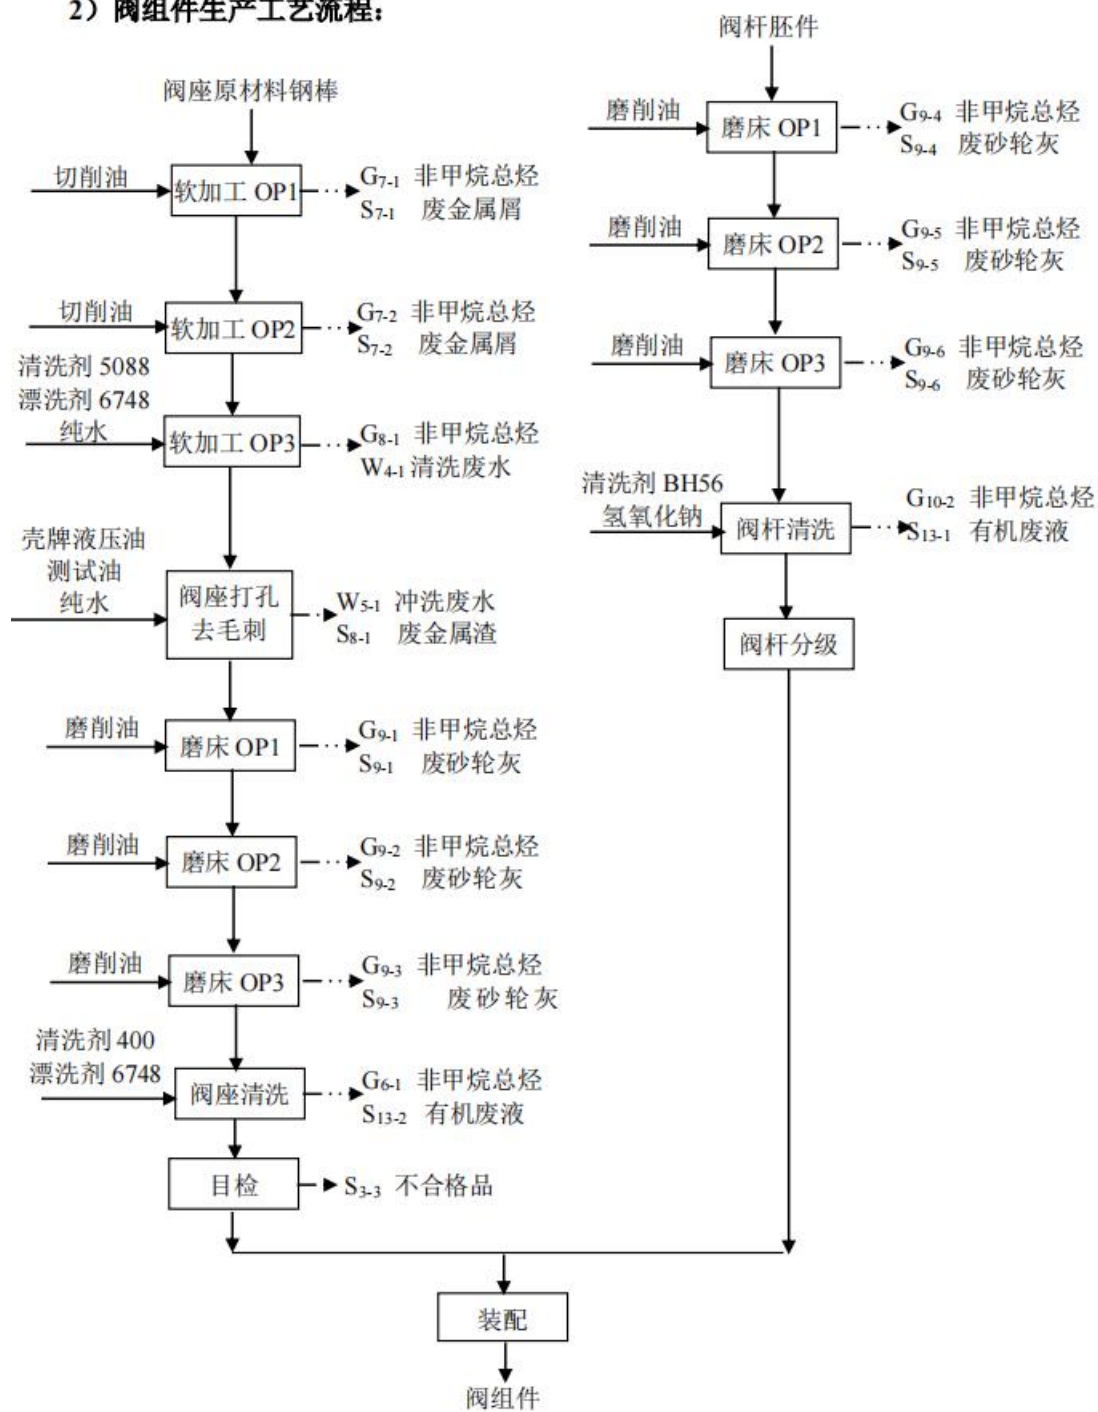 2）阀组件生产工艺流程：
阀座原材料钢棒
切削油
软加工 OP1
G7-1 非甲烷总烃
S7-1 废金属屑
切削油
软加工 OP2
G7-2 非甲烷总烃
S7-2 废金属屑
清洗剂 5088
漂洗剂 6748
纯水
软加工 OP3
G8-1 非甲烷总烃
W4-1 清洗废水
壳牌液压油
测试油
纯水
阀座打孔
去毛刺
W5-1 冲洗废水
S8-1 废金属渣
磨削油
磨床 OP1
G9-1 非甲烷总烃
S9-1 废砂轮灰
磨削油
磨床 OP2
G9-2 非甲烷总烃
S9-2 废砂轮灰
磨削油
磨床 OP3
G9-3 非甲烷总烃
S9-3 废砂轮灰
清洗剂 400
漂洗剂 6748
阀座清洗
G6-1 非甲烷总烃
S13-2 有机废液
目检
S3-3 不合格品
阀杆胚件
磨削油
磨床 OP1
G9-4 非甲烷总烃
S9-4 废砂轮灰
磨削油
磨床 OP2
G9-5 非甲烷总烃
S9-5 废砂轮灰
磨削油
磨床 OP3
G9-6 非甲烷总烃
S9-6 废砂轮灰
清洗剂 BH56
氢氧化钠
阀杆清洗
G10-2 非甲烷总烃
S13-1 有机废液
阀杆分级
装配
阀组件